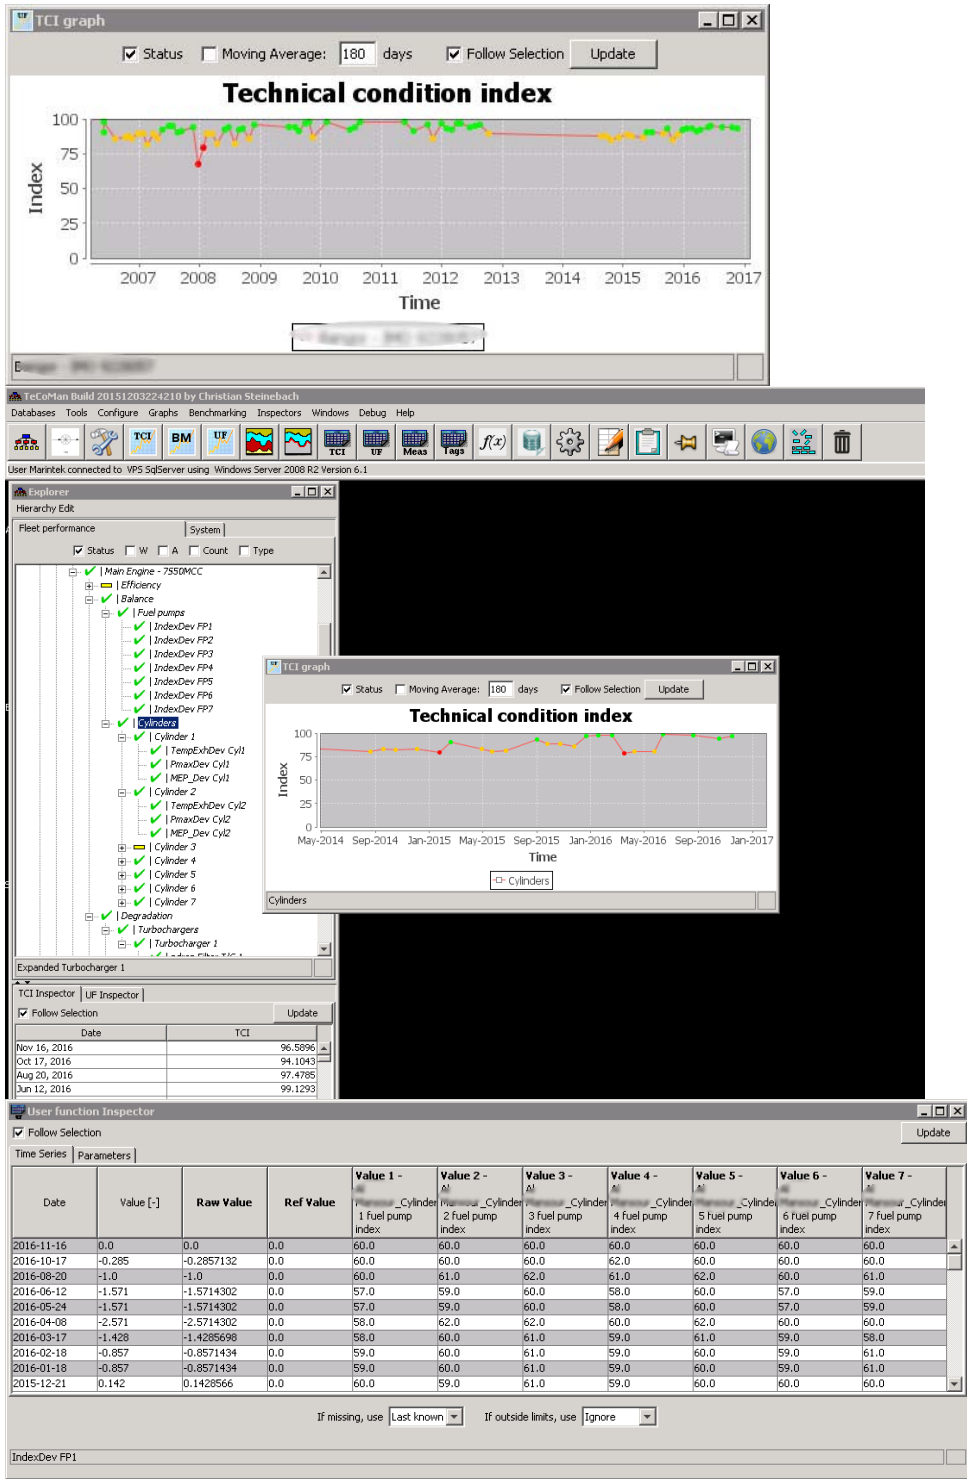 UF TCI graph
Status Moving Average: 180 days Follow Selection Update
Technical condition index
100
75
50
25
0
Index
2007 2008 2009 2010 2011 2012 2013 2014 2015 2016 2017
Time
TeCoMan Build 20151203224210 by Christian Steinebach
Databases Tools Configure Graphs Benchmarking Inspectors Windows Debug Help
TCI BM UF TCI UF Meas Tags f(x)
User Marintek connected to VPS SqlServer using Windows Server 2008 R2 Version 6.1
Explorer
Hierarchy Edit
Fleet performance System
Status W A Count Type
| Main Engine - 7S50MCC
| Efficiency
| Balance
| Fuel pumps
| IndexDev FP1
| IndexDev FP2
| IndexDev FP3
| IndexDev FP4
| IndexDev FP5
| IndexDev FP6
| IndexDev FP7
| Cylinders
| Cylinder 1
| TempExhDev Cyl1
| PmaxDev Cyl1
| MEP_Dev Cyl1
| Cylinder 2
| TempExhDev Cyl2
| PmaxDev Cyl2
| MEP_Dev Cyl2
| Cylinder 3
| Cylinder 4
| Cylinder 5
| Cylinder 6
| Cylinder 7
| Degradation
| Turbochargers
| Turbocharger 1
Expanded Turbocharger 1
UF TCI graph
Status Moving Average: 180 days Follow Selection Update
Technical condition index
100
75
50
25
0
Index
May-2014 Sep-2014 Jan-2015 May-2015 Sep-2015 Jan-2016 May-2016 Sep-2016 Jan-2017
Time
Cylinders
Cylinders
TCI Inspector UF Inspector
Follow Selection Update
Date TCI
Nov 16, 2016 96.5896
Oct 17, 2016 94.1043
Aug 20, 2016 97.4785
Jun 12, 2016 99.1293
User function Inspector
Follow Selection Update
Time Series Parameters
Value 1 - Value 2 - Value 3 - Value 4 - Value 5 - Value 6 - Value 7 -
Al Al Al Al Al Al Al
Date Value [-] Raw Value Ref Value _Cylinder _Cylinder _Cylinder _Cylinder _Cylinde _Cylinder _Cylinder
1 fuel pump 2 fuel pump 3 fuel pump 4 fuel pump 5 fuel pump 6 fuel pump 7 fuel pump
index index index index index index index
2016-11-16 0.0 0.0 0.0 60.0 60.0 60.0 60.0 60.0 60.0 60.0
2016-10-17 -0.285 -0.2857132 0.0 60.0 60.0 60.0 62.0 60.0 60.0 60.0
2016-08-20 -1.0 -1.0 0.0 60.0 61.0 62.0 61.0 62.0 60.0 61.0
2016-06-12 -1.571 -1.5714302 0.0 57.0 59.0 60.0 58.0 60.0 57.0 59.0
2016-05-24 -1.571 -1.5714302 0.0 57.0 59.0 60.0 58.0 60.0 57.0 59.0
2016-04-08 -2.571 -2.5714302 0.0 58.0 62.0 62.0 60.0 62.0 60.0 60.0
2016-03-17 -1.428 -1.4285698 0.0 58.0 60.0 61.0 59.0 61.0 59.0 58.0
2016-02-18 -0.857 -0.8571434 0.0 59.0 60.0 61.0 59.0 60.0 59.0 61.0
2016-01-18 -0.857 -0.8571434 0.0 59.0 60.0 61.0 59.0 60.0 59.0 61.0
2015-12-21 0.142 0.1428566 0.0 60.0 59.0 61.0 59.0 60.0 60.0 60.0
If missing, use Last known If outside limits, use Ignore
IndexDev FP1